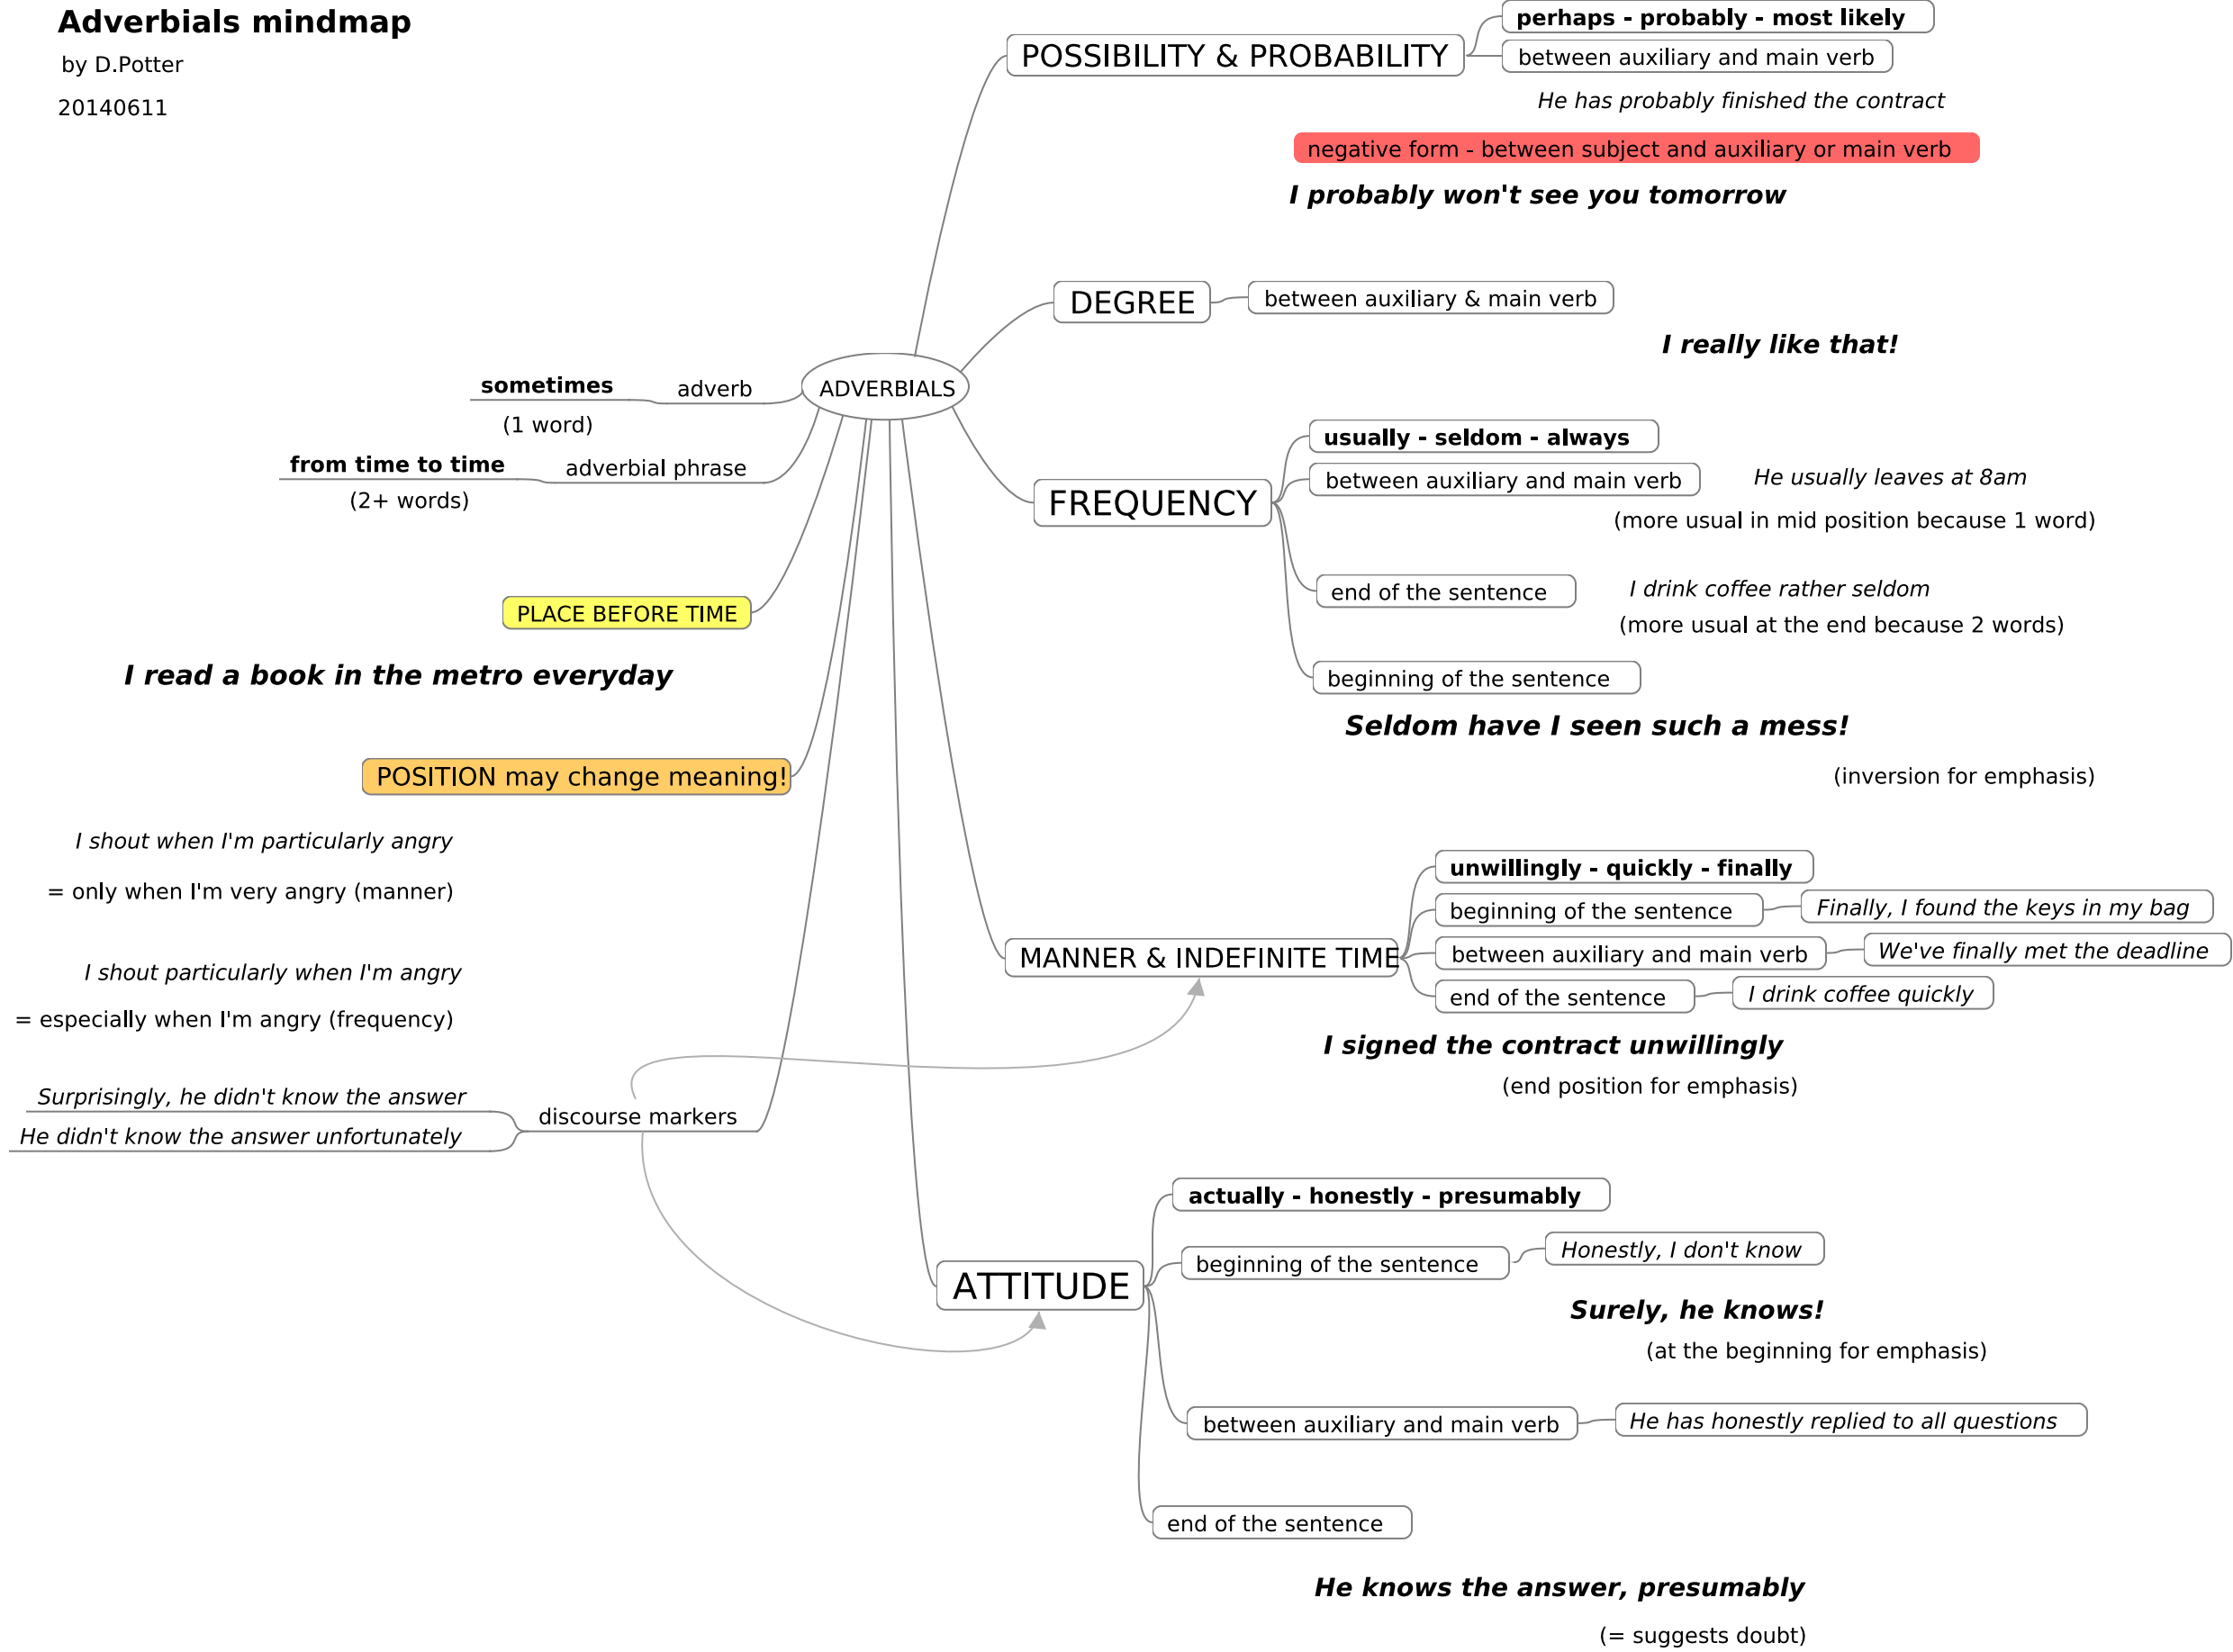 Adverbials mindmap
by D.Potter
20140611
ADVERBIALS
POSSIBILITY & PROBABILITY
perhaps - probably - most likely
between auxiliary and main verb
He has probably finished the contract
negative form - between subject and auxiliary or main verb
I probably won't see you tomorrow
DEGREE
between auxiliary & main verb
I really like that!
FREQUENCY
usually - seldom - always
between auxiliary and main verb
He usually leaves at 8am
(more usual in mid position because 1 word)
end of the sentence
I drink coffee rather seldom
(more usual at the end because 2 words)
beginning of the sentence
Seldom have I seen such a mess!
(inversion for emphasis)
MANNER & INDEFINITE TIME
unwillingly - quickly - finally
beginning of the sentence
Finally, I found the keys in my bag
between auxiliary and main verb
We've finally met the deadline
end of the sentence
I drink coffee quickly
I signed the contract unwillingly
(end position for emphasis)
ATTITUDE
actually - honestly - presumably
beginning of the sentence
Honestly, I don't know
Surely, he knows!
(at the beginning for emphasis)
between auxiliary and main verb
He has honestly replied to all questions
end of the sentence
He knows the answer, presumably
(= suggests doubt)
adverb
sometimes
(1 word)
adverbial phrase
from time to time
(2+ words)
PLACE BEFORE TIME
I read a book in the metro everyday
POSITION may change meaning!
I shout when I'm particularly angry
= only when I'm very angry (manner)
I shout particularly when I'm angry
= especially when I'm angry (frequency)
discourse markers
Surprisingly, he didn't know the answer
He didn't know the answer unfortunately